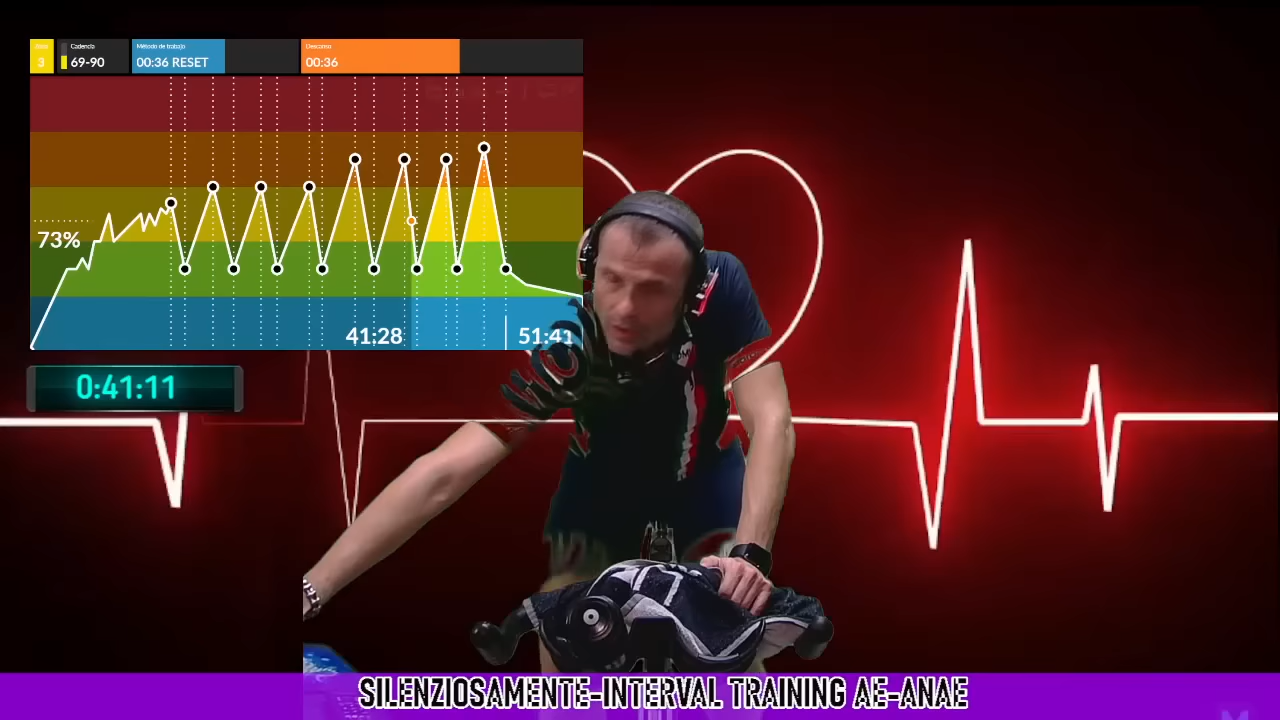 Zona
3
Cadencia
69-90
Método de trabajo
00:36 RESET
Descanso
00:36
73%
41:28
51:41
0:41:11
SILENZIOSAMENTE-INTERVAL TRAINING AE-ANAE